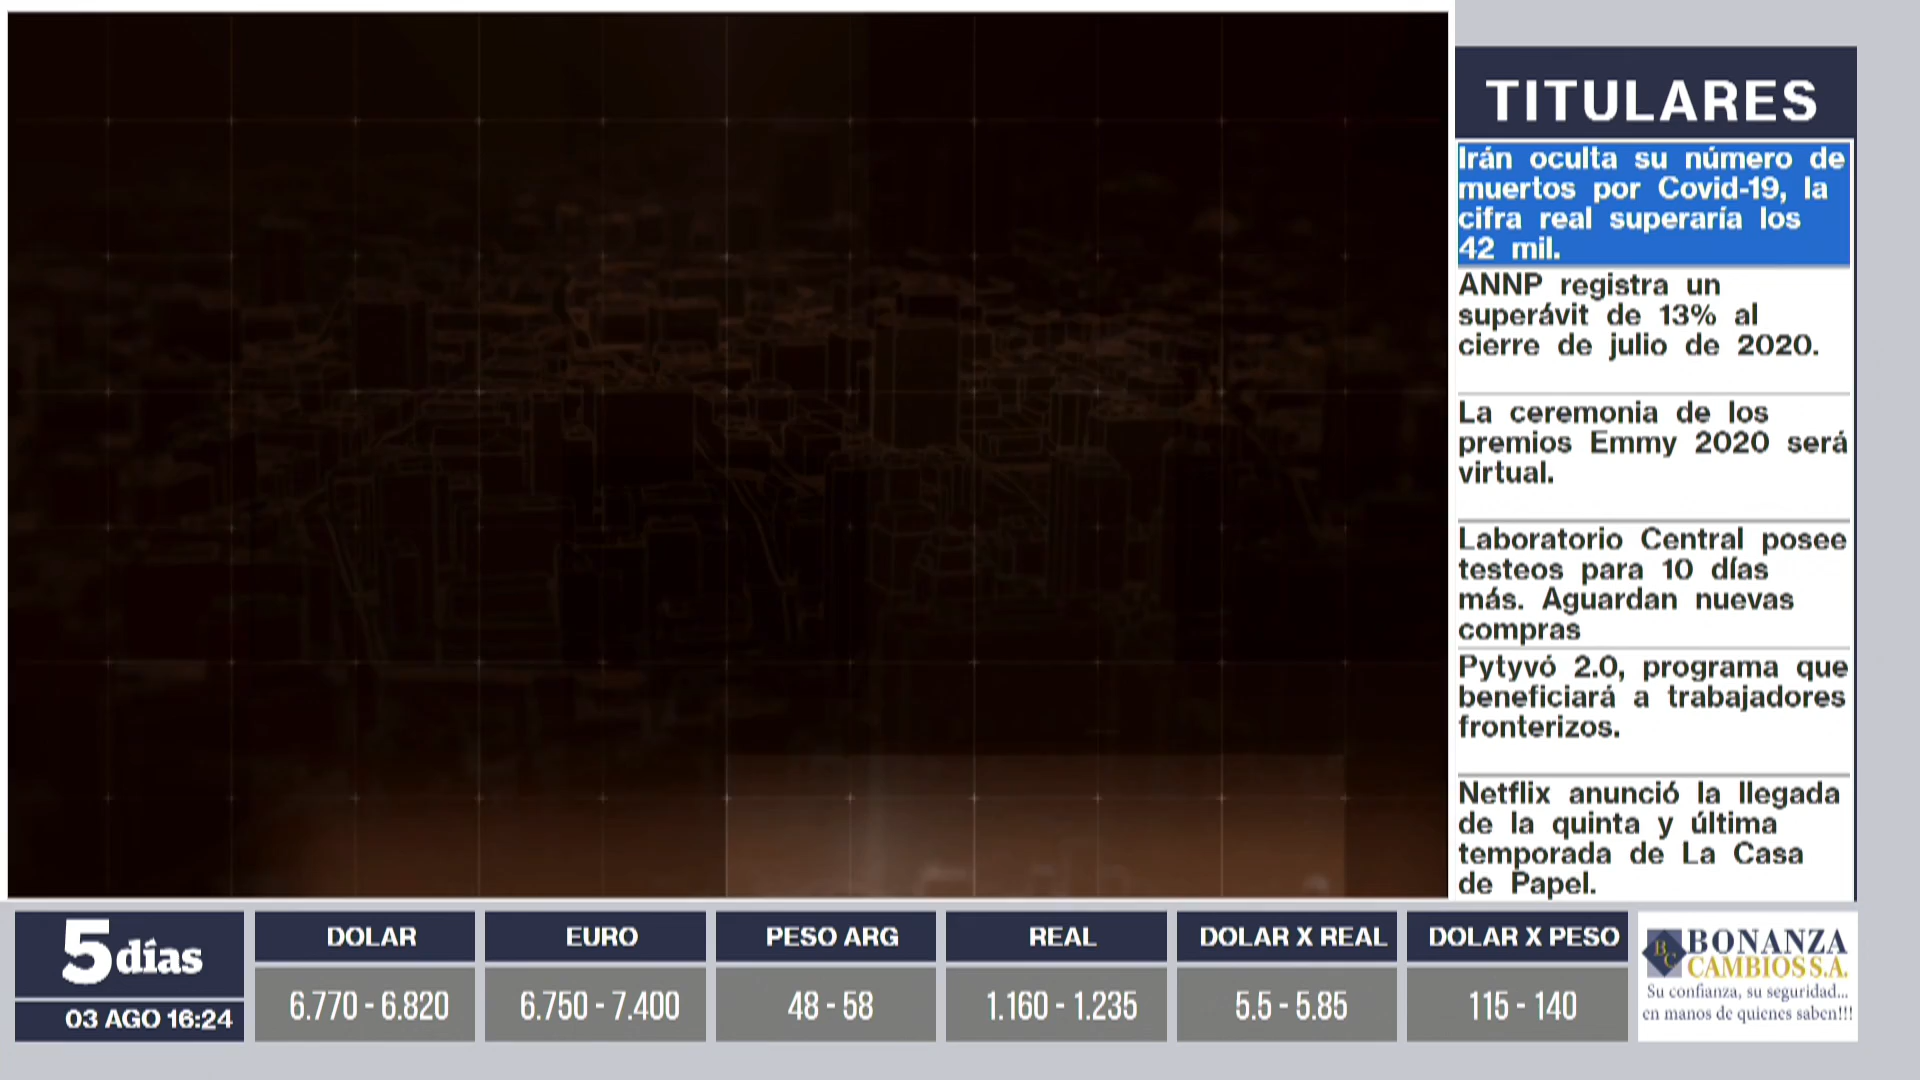 TITULARES
Irán oculta su número de
muertos por Covid-19, la
cifra real superaría los
42 mil.
ANNP registra un
superávit de 13% al
cierre de julio de 2020.
La ceremonia de los
premios Emmy 2020 será
virtual.
Laboratorio Central posee
testeos para 10 días
más. Aguardan nuevas
compras
Pytyvó 2.0, programa que
beneficiará a trabajadores
fronterizos.
Netflix anunció la llegada
de la quinta y última
temporada de La Casa
de Papel.
5días
03 AGO 16:24
DOLAR
6.770 - 6.820
EURO
6.750 - 7.400
PESO ARG
48 - 58
REAL
1.160 - 1.235
DOLAR X REAL
5.5 - 5.85
DOLAR X PESO
115 - 140
BC
BONANZA
CAMBIOS S.A.
Su confianza, su seguridad...
en manos de quienes saben!!!